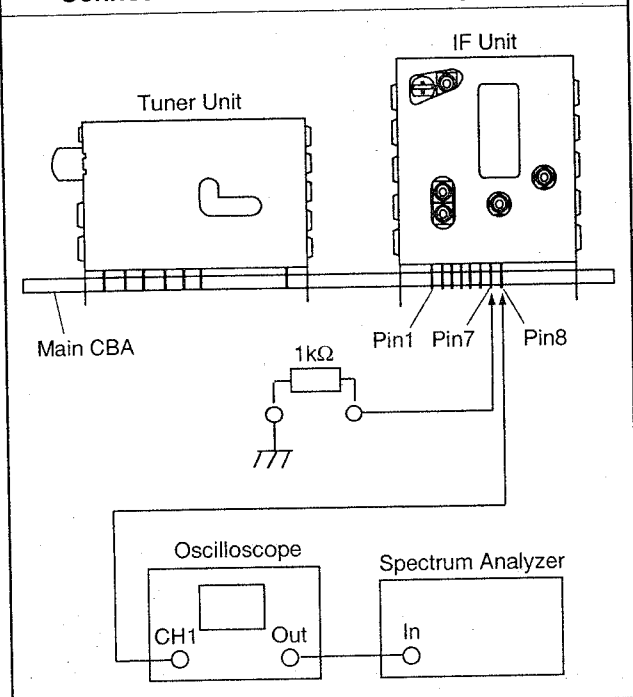 IF Unit
Tuner Unit
Main CBA
Pin1
Pin7
Pin8
1kΩ
Oscilloscope
Spectrum Analyzer
CH1
Out
In